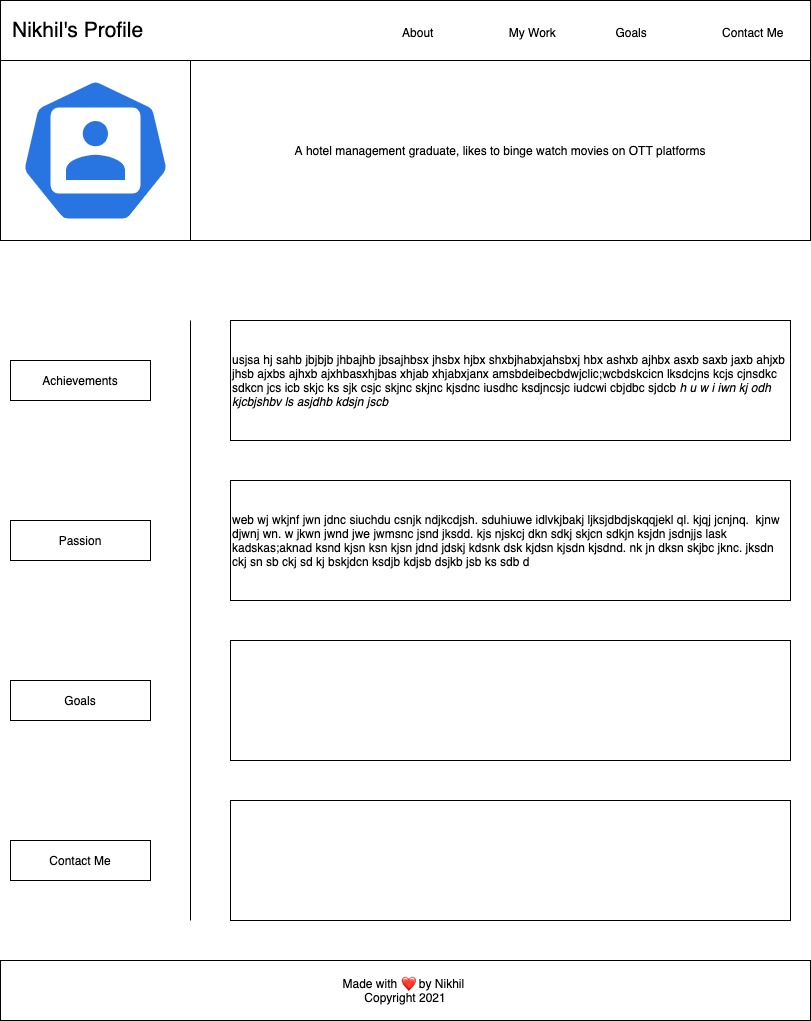 Nikhil's Profile
About
My Work
Goals
Contact Me
A hotel management graduate, likes to binge watch movies on OTT platforms
Achievements
usjsa hj sahb jbjbjb jhbajhb jbsajhbsx jhsbx hjbx shxbjhabxjahsbxj hbx ashxb ajhbx asxb saxb jaxb ahjxb
jhsb ajxbs ajhxb ajxhbasxhjbas xhjab xhjabxjanx amsbdeibecbdwjclic;wcbdskcicn lksdcjns kcjs cjnsdkc
sdkcn jcs icb skjc ks sjk csjc skjnc skjnc kjsdnc iusdhc ksdjncsjc iudcwi cbjdbc sjdcb h u w i iwn kj odh
kjcbjshbv ls asjdhb kdsjn jscb
Passion
web wj wkjnf jwn jdnc siuchdu csnjk ndjkcdjsh. sduhiuwe idlvkjbakj ljksjdbdjskqqjekl ql. kjqj jcnjnq.  kjnw
djwnj wn. w jkwn jwnd jwe jwmsnc jsnd jksdd. kjs njskcj dkn sdkj skjcn sdkjn ksjdn jsdnjjs lask
kadskas;aknad ksnd kjsn ksn kjsn jdnd jdskj kdsnk dsk kjdsn kjsdn kjsdnd. nk jn dksn skjbc jknc. jksdn
ckj sn sb ckj sd kj bskjdcn ksdjb kdjsb dsjkb jsb ks sdb d
Goals
Contact Me
Made with ❤️ by Nikhil
Copyright 2021